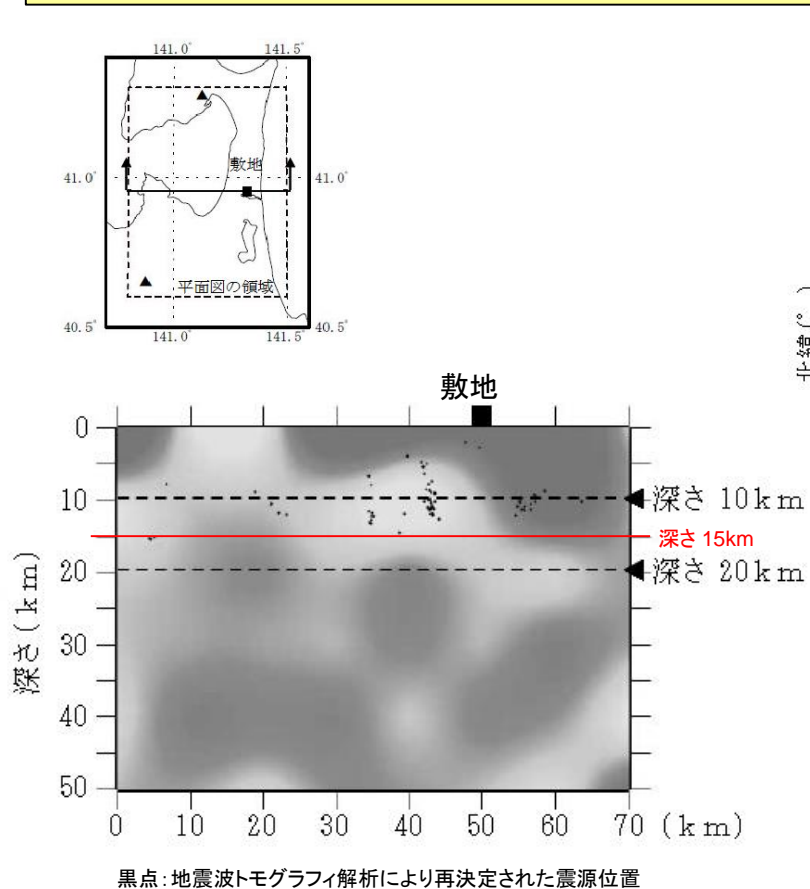 141.0° 141.5°
敷地
41.0° 41.0°
平面図の領域
40.5° 40.5°
141.0° 141.5°
北緯(°)
敷地
0
10
20
30
40
50
深さ(km)
深さ 10km
深さ 15km
深さ 20km
0 10 20 30 40 50 60 70 (km)
黒点:地震波トモグラフィ解析により再決定された震源位置